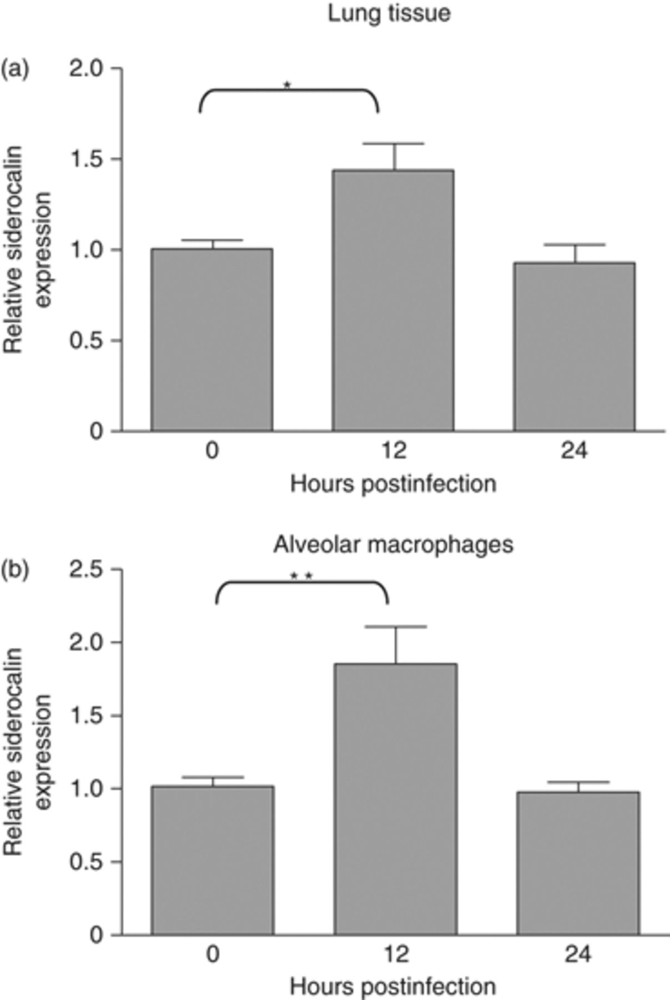 Lung tissue
(a)
2.0
*
1.5
1.0
0.5
0
Relative siderocalin
expression
0 12 24
Hours postinfection
Alveolar macrophages
(b)
2.5
* *
2.0
1.5
1.0
0.5
0
Relative siderocalin
expression
0 12 24
Hours postinfection